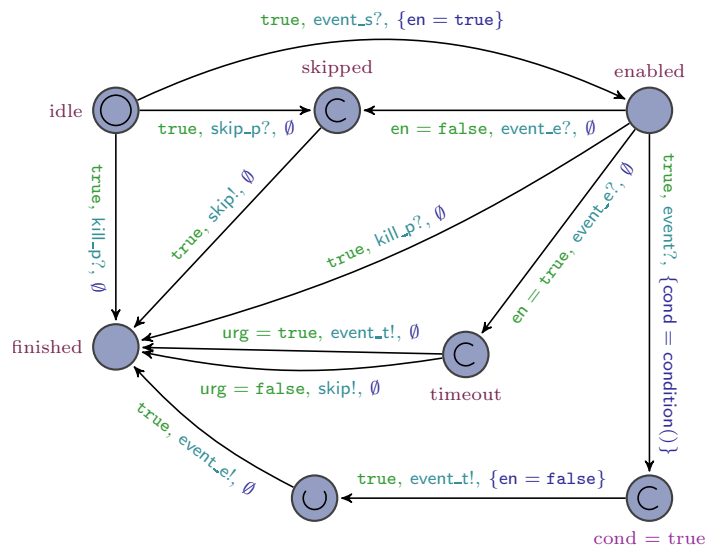 true, event_s?, {en = true}
skipped
enabled
idle
true, skip_p?, ∅
en = false, event_e?, ∅
true, kill_p?, ∅
true, skip!, ∅
true, kill_p?, ∅
en = true, event_e?, ∅
true, event?, {cond = condition()}
finished
urg = true, event_t!, ∅
urg = false, skip!, ∅
timeout
true, event_e!, ∅
true, event_t!, {en = false}
cond = true